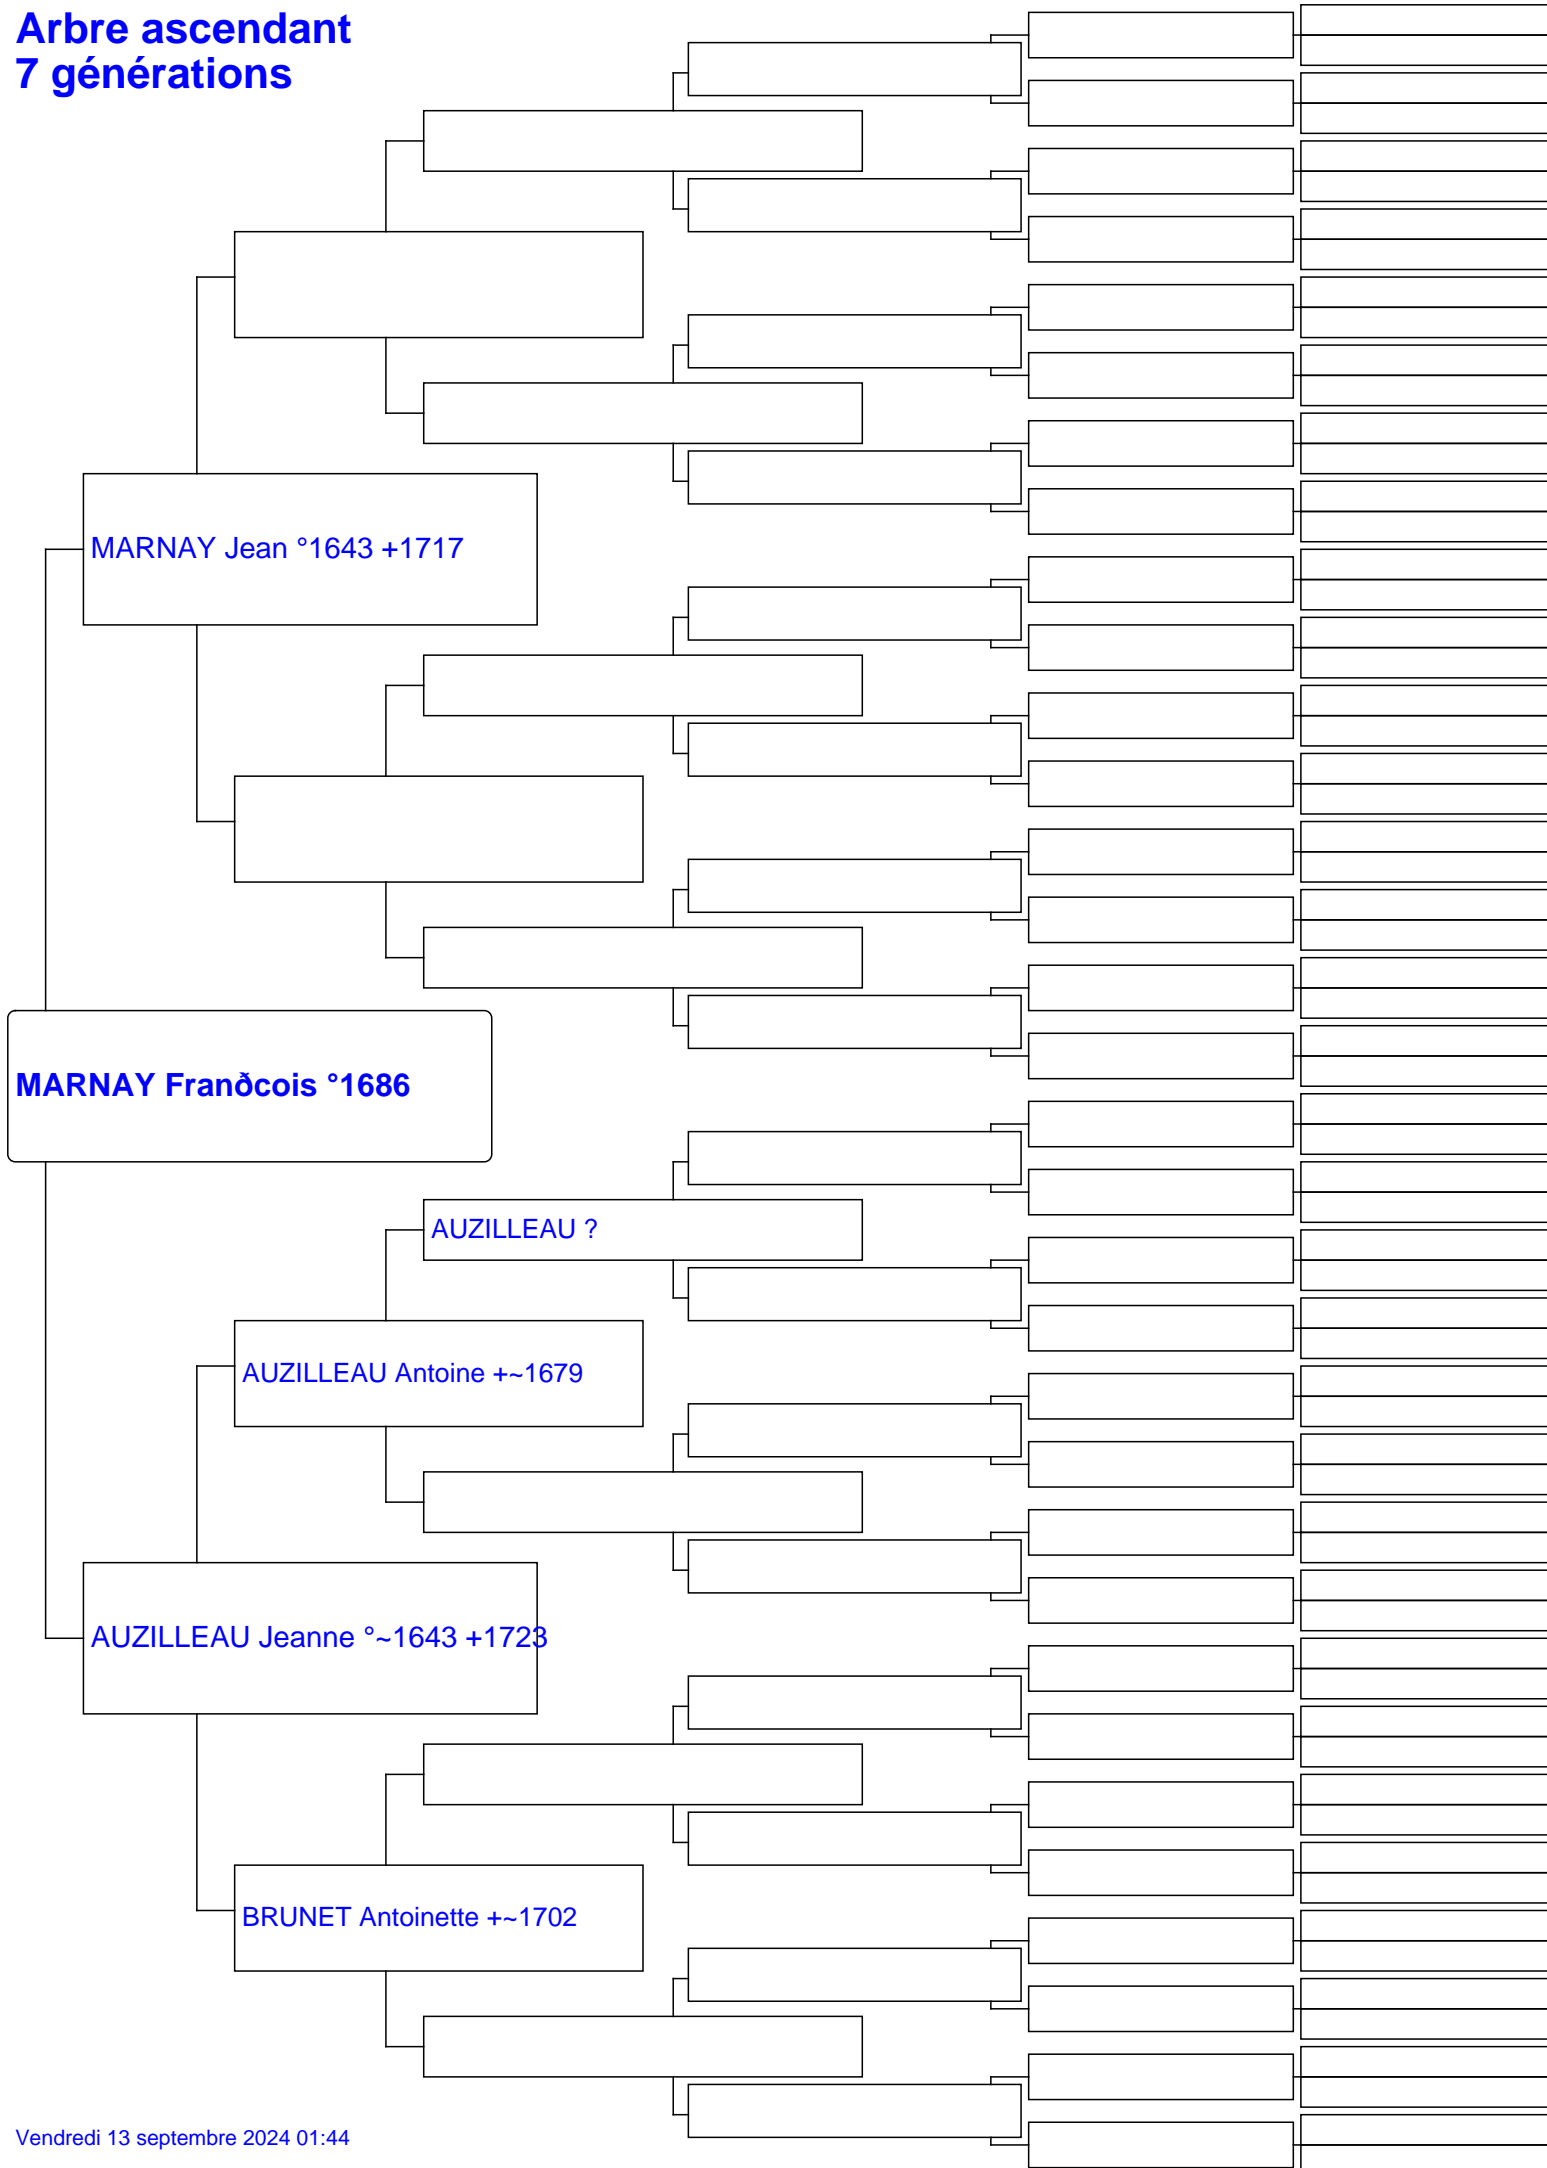 Arbre ascendant
7 générations
MARNAY Jean °1643 +1717
MARNAY Franðcois °1686
AUZILLEAU ?
AUZILLEAU Antoine +~1679
AUZILLEAU Jeanne °~1643 +1723
BRUNET Antoinette +~1702
Vendredi 13 septembre 2024 01:44